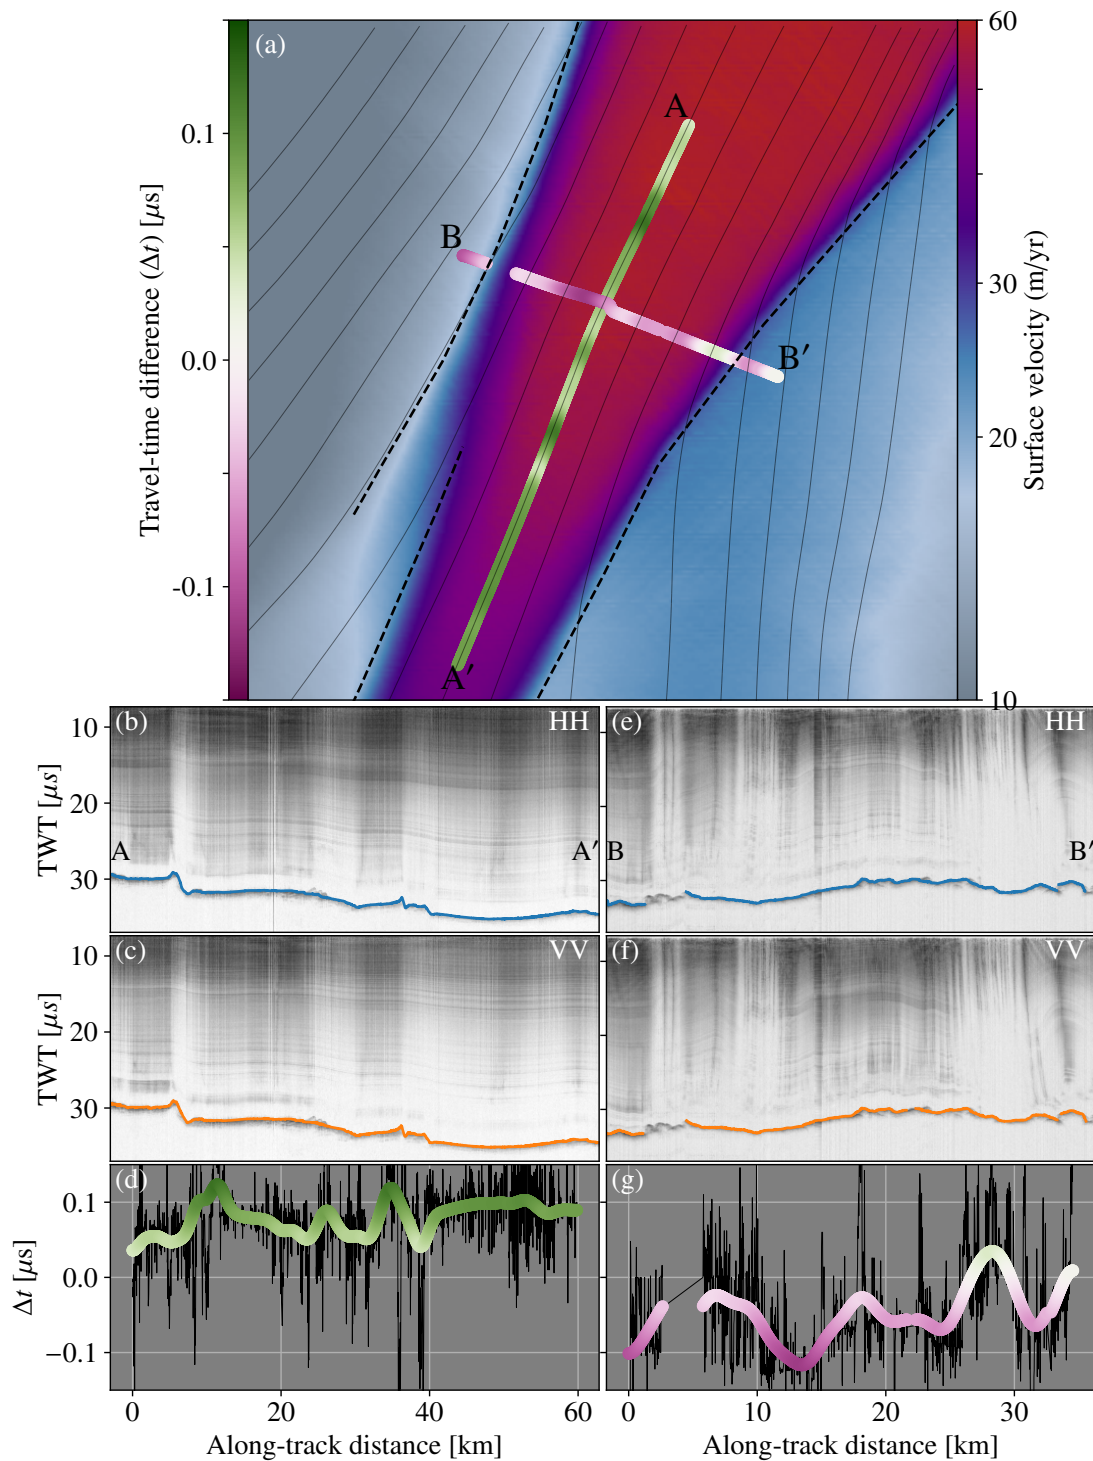 (a)
A
B
B′
A′
0.1
0.0
-0.1
Travel-time difference (Δt) [μs]
60
30
20
10
Surface velocity (m/yr)
(b)
HH
A
A′
10
20
30
TWT [μs]
(e)
HH
B
B′
(c)
VV
10
20
30
TWT [μs]
(f)
VV
(d)
0.1
0.0
−0.1
Δt [μs]
0
20
40
60
Along-track distance [km]
(g)
0
10
20
30
Along-track distance [km]